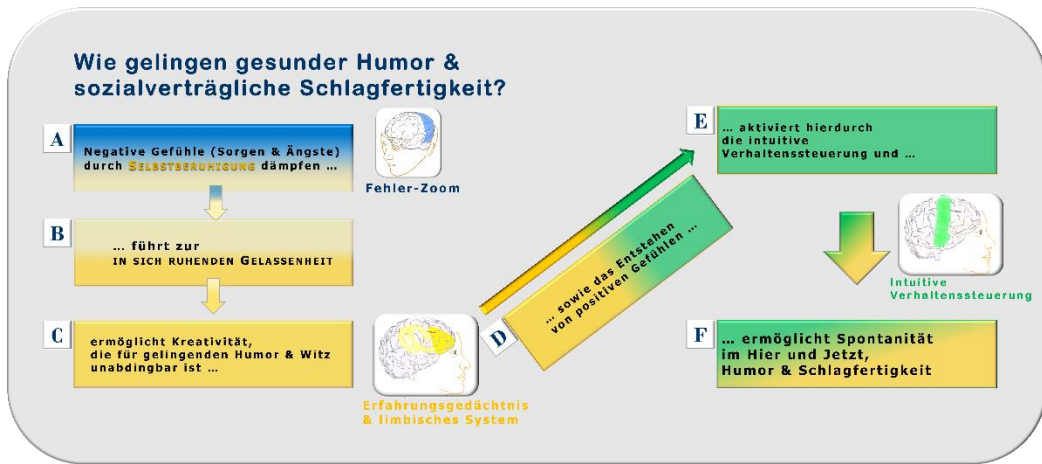 Wie gelingen gesunder Humor &
sozialverträgliche Schlagfertigkeit?
A
Negative Gefühle (Sorgen & Ängste)
durch SELBSTBERUHIGUNG dämpfen ...
Fehler-Zoom
B
... führt zur
IN SICH RUHENDEN GELASSENHEIT
C
ermöglicht Kreativität,
die für gelingenden Humor & Witz
unabdingbar ist ...
Erfahrungsgedächtnis
& limbisches System
D
... sowie das Entstehen
von positiven Gefühlen ...
E
... aktiviert hierdurch
die intuitive
Verhaltenssteuerung und ...
Intuitive
Verhaltenssteuerung
F
... ermöglicht Spontanität
im Hier und Jetzt,
Humor & Schlagfertigkeit